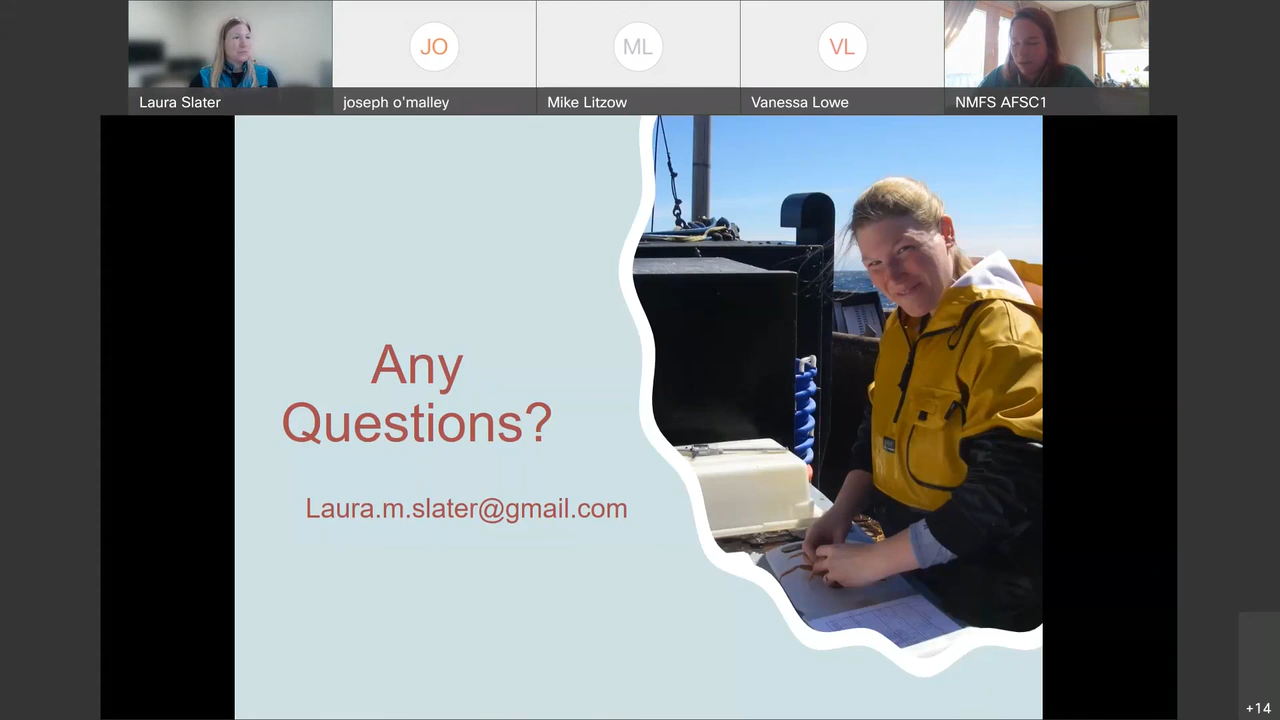 JO
ML
VL
Laura Slater
joseph o'malley
Mike Litzow
Vanessa Lowe
NMFS AFSC1
Any
Questions?
Laura.m.slater@gmail.com
+14